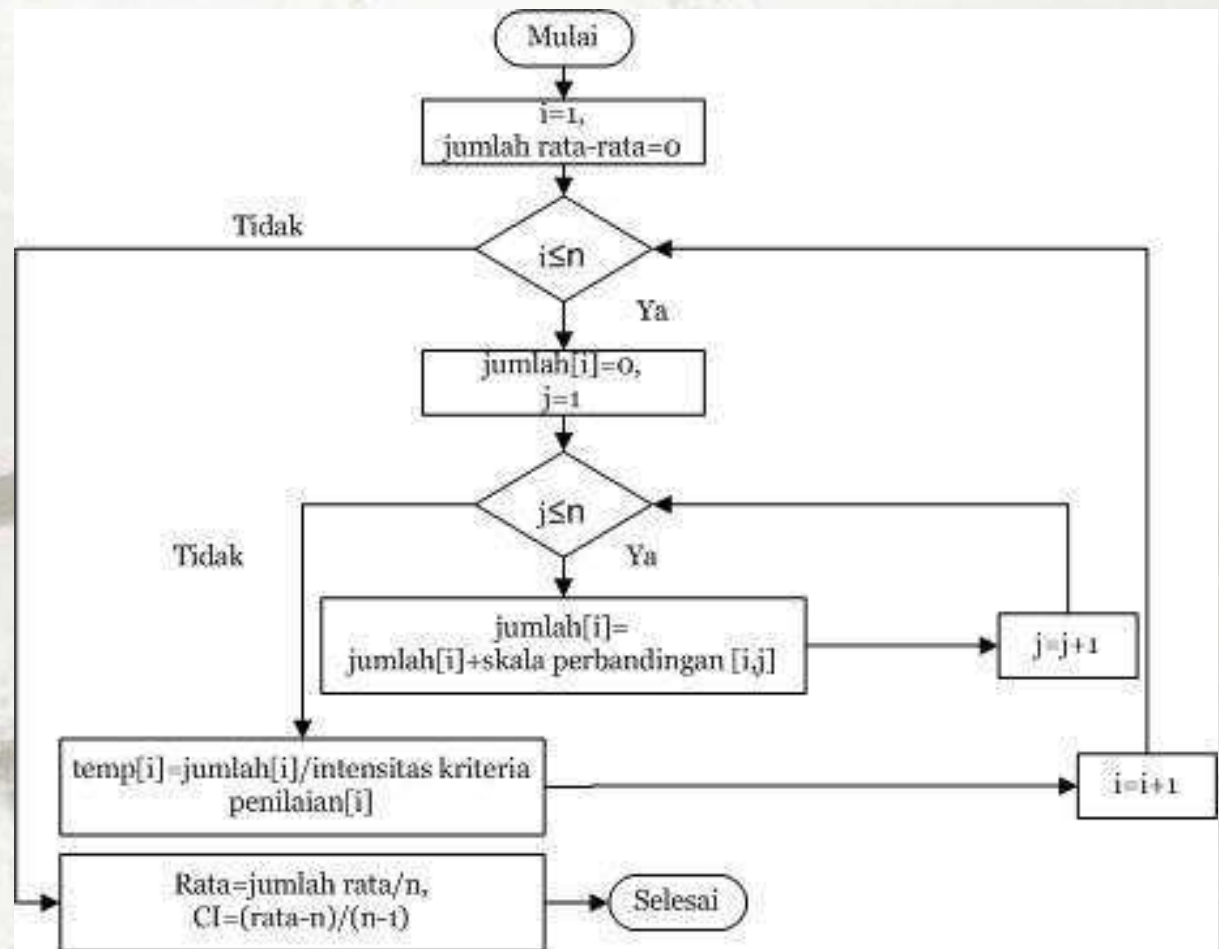 Mulai
i=1,
jumlah rata-rata=0
Tidak
i≤n
Ya
jumlah[i]=0,
j=1
j≤n
Tidak
Ya
jumlah[i]=
jumlah[i]+skala perbandingan [i,j]
j=j+1
temp[i]=jumlah[i]/intensitas kriteria
penilaian[i]
i=i+1
Rata=jumlah rata/n,
CI=(rata-n)/(n-1)
Selesai